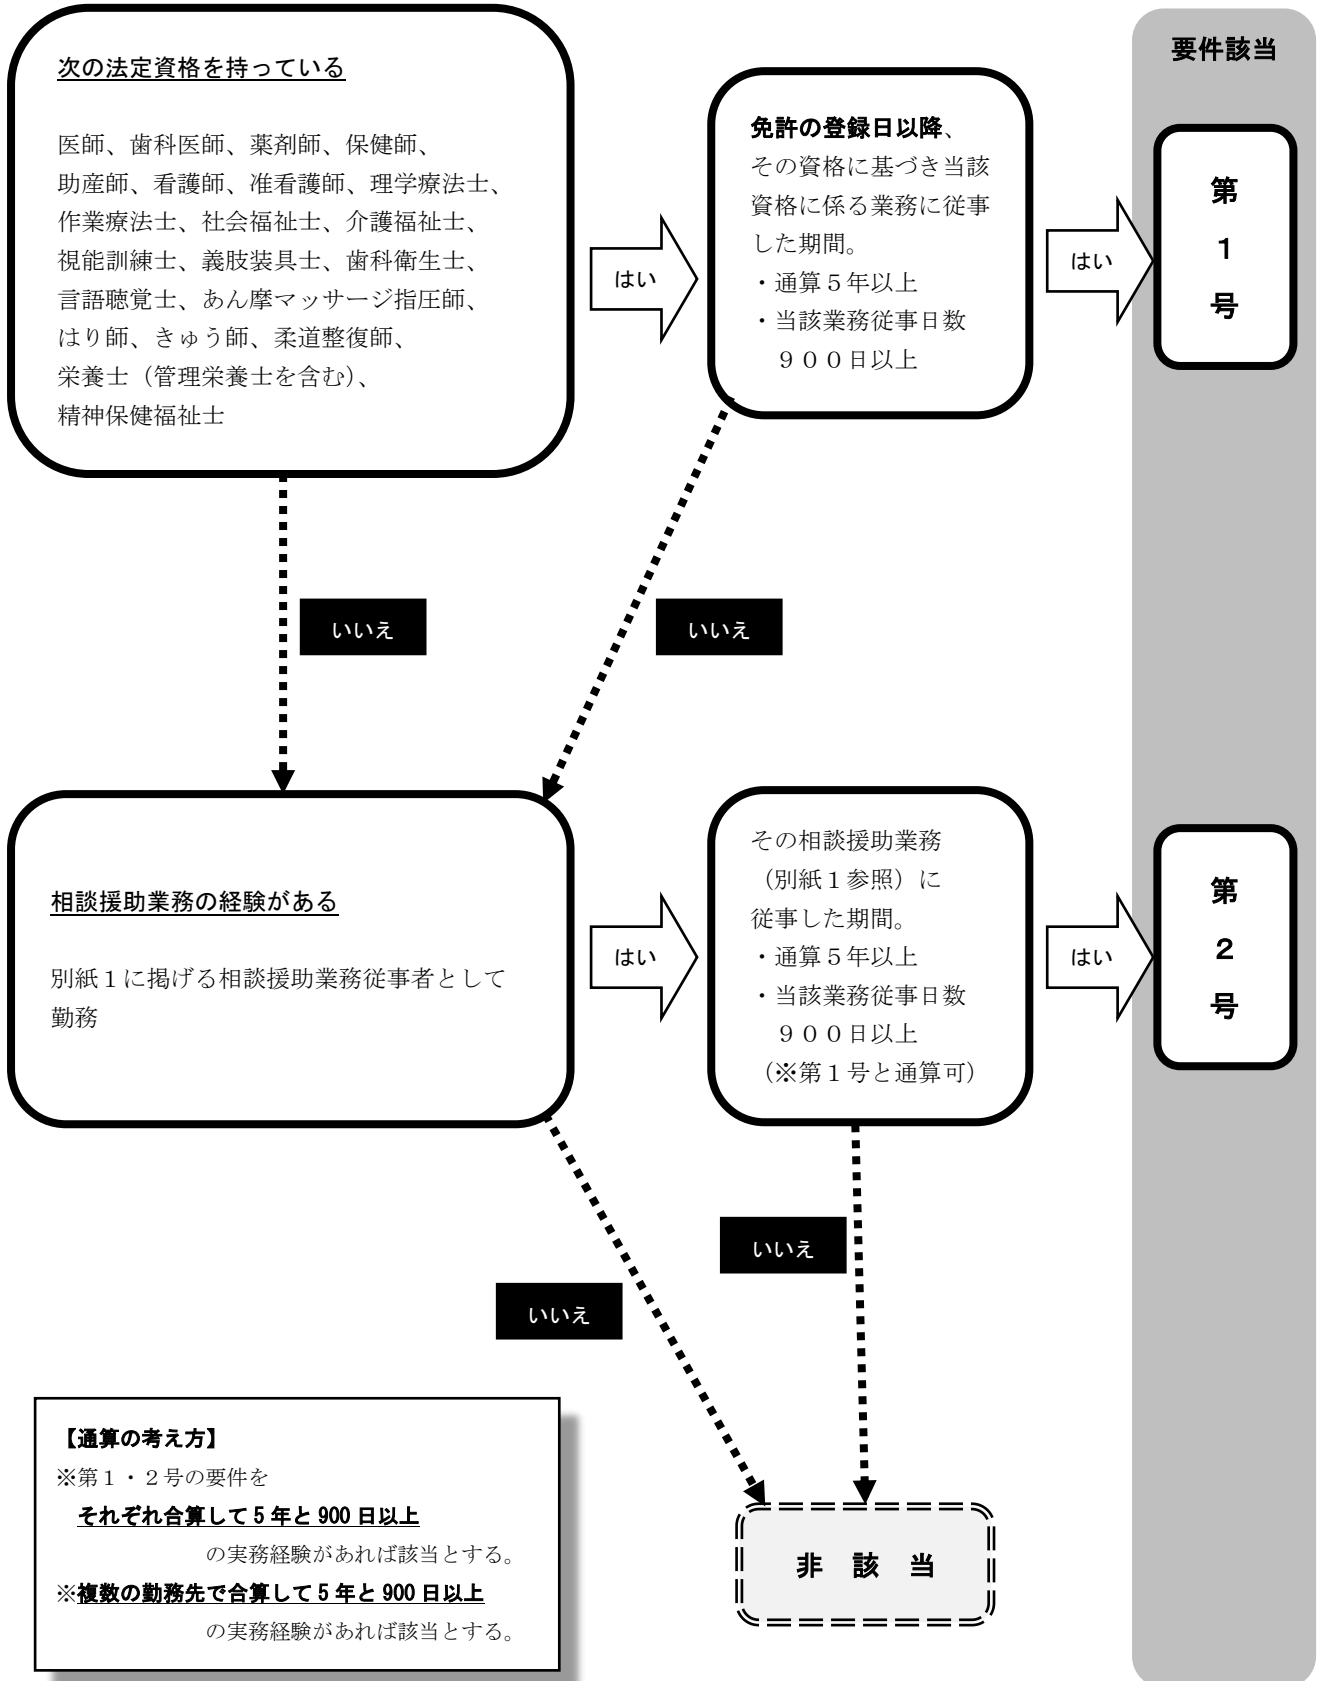 次の法定資格を持っている
医師、歯科医師、薬剤師、保健師、
助産師、看護師、准看護師、理学療法士、
作業療法士、社会福祉士、介護福祉士、
視能訓練士、義肢装具士、歯科衛生士、
言語聴覚士、あん摩マッサージ指圧師、
はり師、きゅう師、柔道整復師、
栄養士（管理栄養士を含む）、
精神保健福祉士
はい
免許の登録日以降、
その資格に基づき当該
資格に係る業務に従事
した期間。
・通算５年以上
・当該業務従事日数
９００日以上
はい
要件該当
第
１
号
いいえ
いいえ
相談援助業務の経験がある
別紙１に掲げる相談援助業務従事者として
勤務
はい
その相談援助業務
（別紙１参照）に
従事した期間。
・通算５年以上
・当該業務従事日数
９００日以上
（※第１号と通算可）
はい
第
２
号
いいえ
いいえ
【通算の考え方】
※第１・２号の要件を
それぞれ合算して5年と900日以上
の実務経験があれば該当とする。
※複数の勤務先で合算して5年と900日以上
の実務経験があれば該当とする。
非 該 当